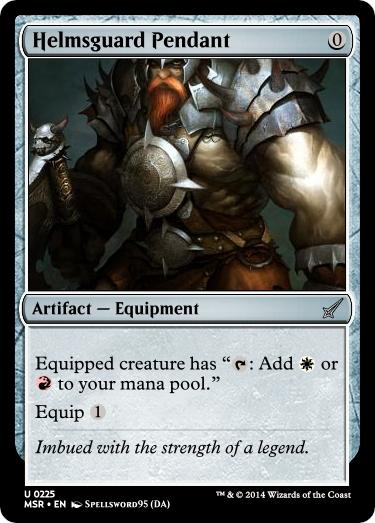 Helmsguard Pendant 0
Artifact — Equipment
Equipped creature has “: Add or
to your mana pool.”
Equip 1
Imbued with the strength of a legend.
U 0225
MSR • EN SPELLSWORD95 (DA)
™ & © 2014 Wizards of the Coast